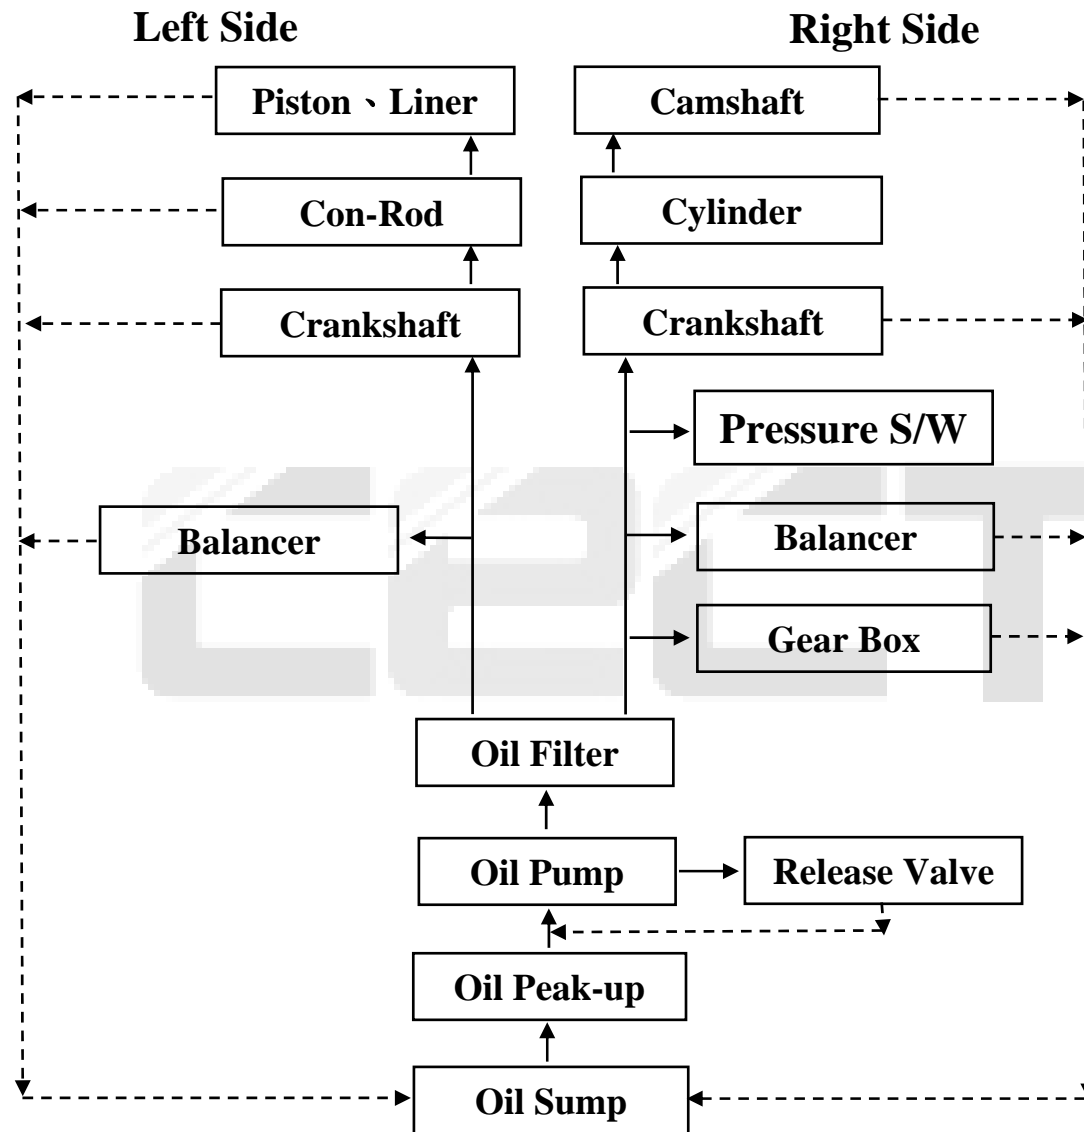 Left Side
Right Side
Piston、Liner
Camshaft
Con-Rod
Cylinder
Crankshaft
Crankshaft
Pressure S/W
Balancer
Balancer
Gear Box
Oil Filter
Oil Pump
Release Valve
Oil Peak-up
Oil Sump